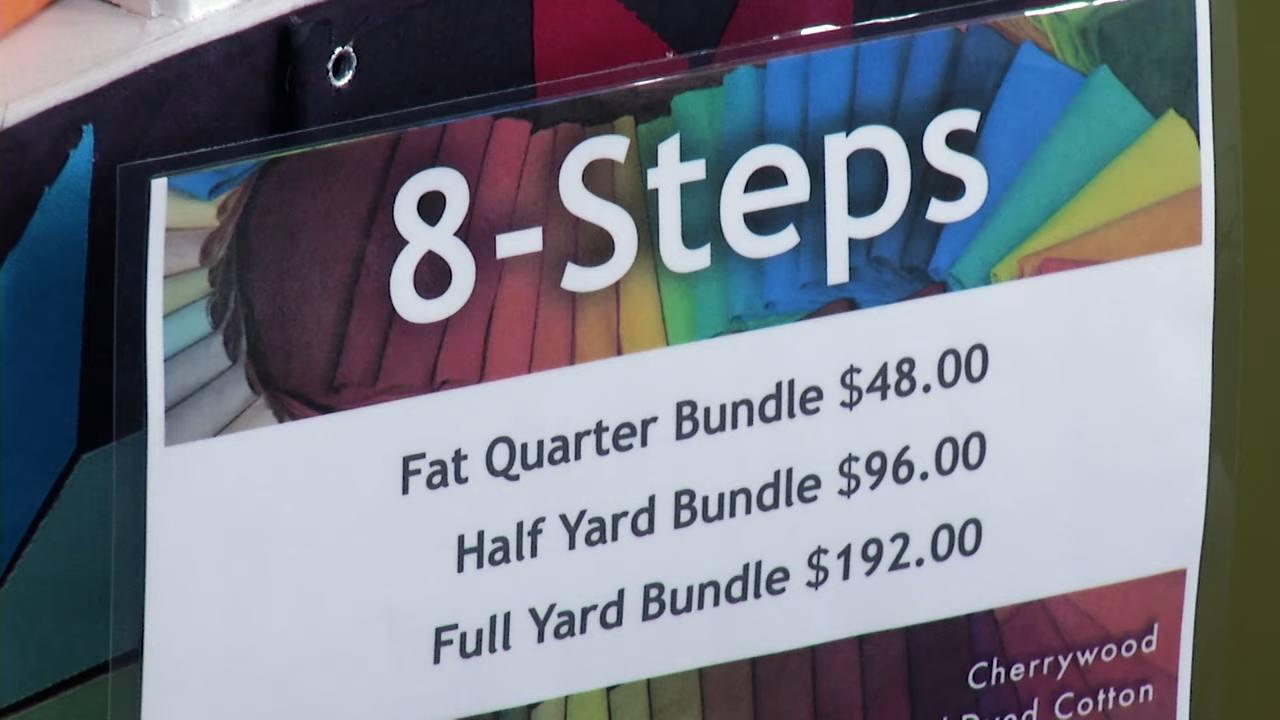 8-Steps
Fat Quarter Bundle $48.00
Half Yard Bundle $96.00
Full Yard Bundle $192.00
Cherrywood
Cotton